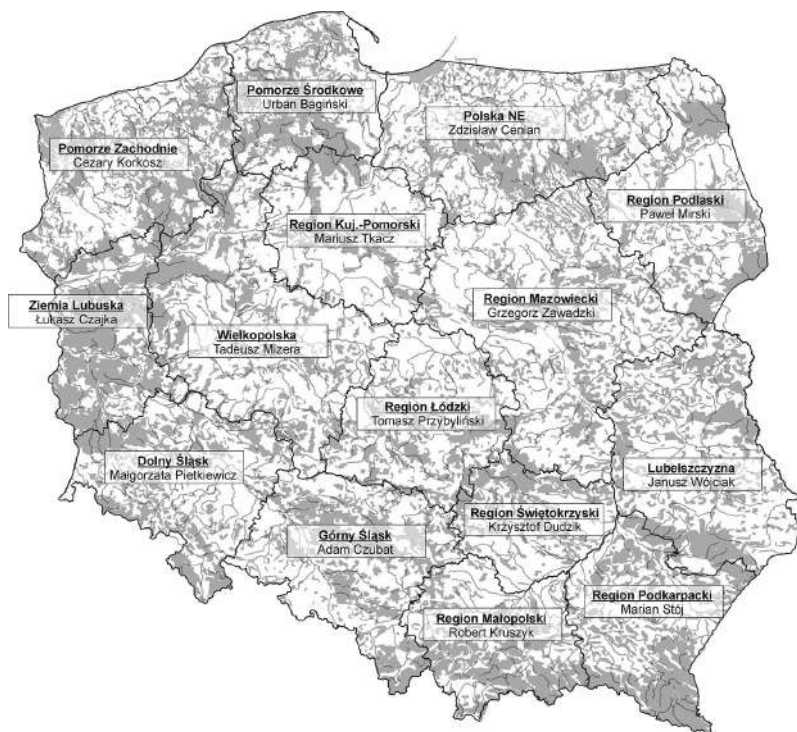 Pomorze Środkowe
Urban Bagiński
Polska NE
Zdzisław Cenian
Pomorze Zachodnie
Cezary Korkosz
Region Podlaski
Paweł Mirski
Region Kuj.-Pomorski
Mariusz Tkacz
Ziemia Lubuska
Łukasz Czajka
Region Mazowiecki
Grzegorz Zawadzki
Wielkopolska
Tadeusz Mizera
Region Łódzki
Tomasz Przybyliński
Dolny Śląsk
Małgorzata Pietkiewicz
Lubelszczyzna
Janusz Wójciak
Region Świętokrzyski
Krzysztof Dudzik
Górny Śląsk
Adam Czubat
Region Podkarpacki
Marian Stój
Region Małopolski
Robert Kruszyk